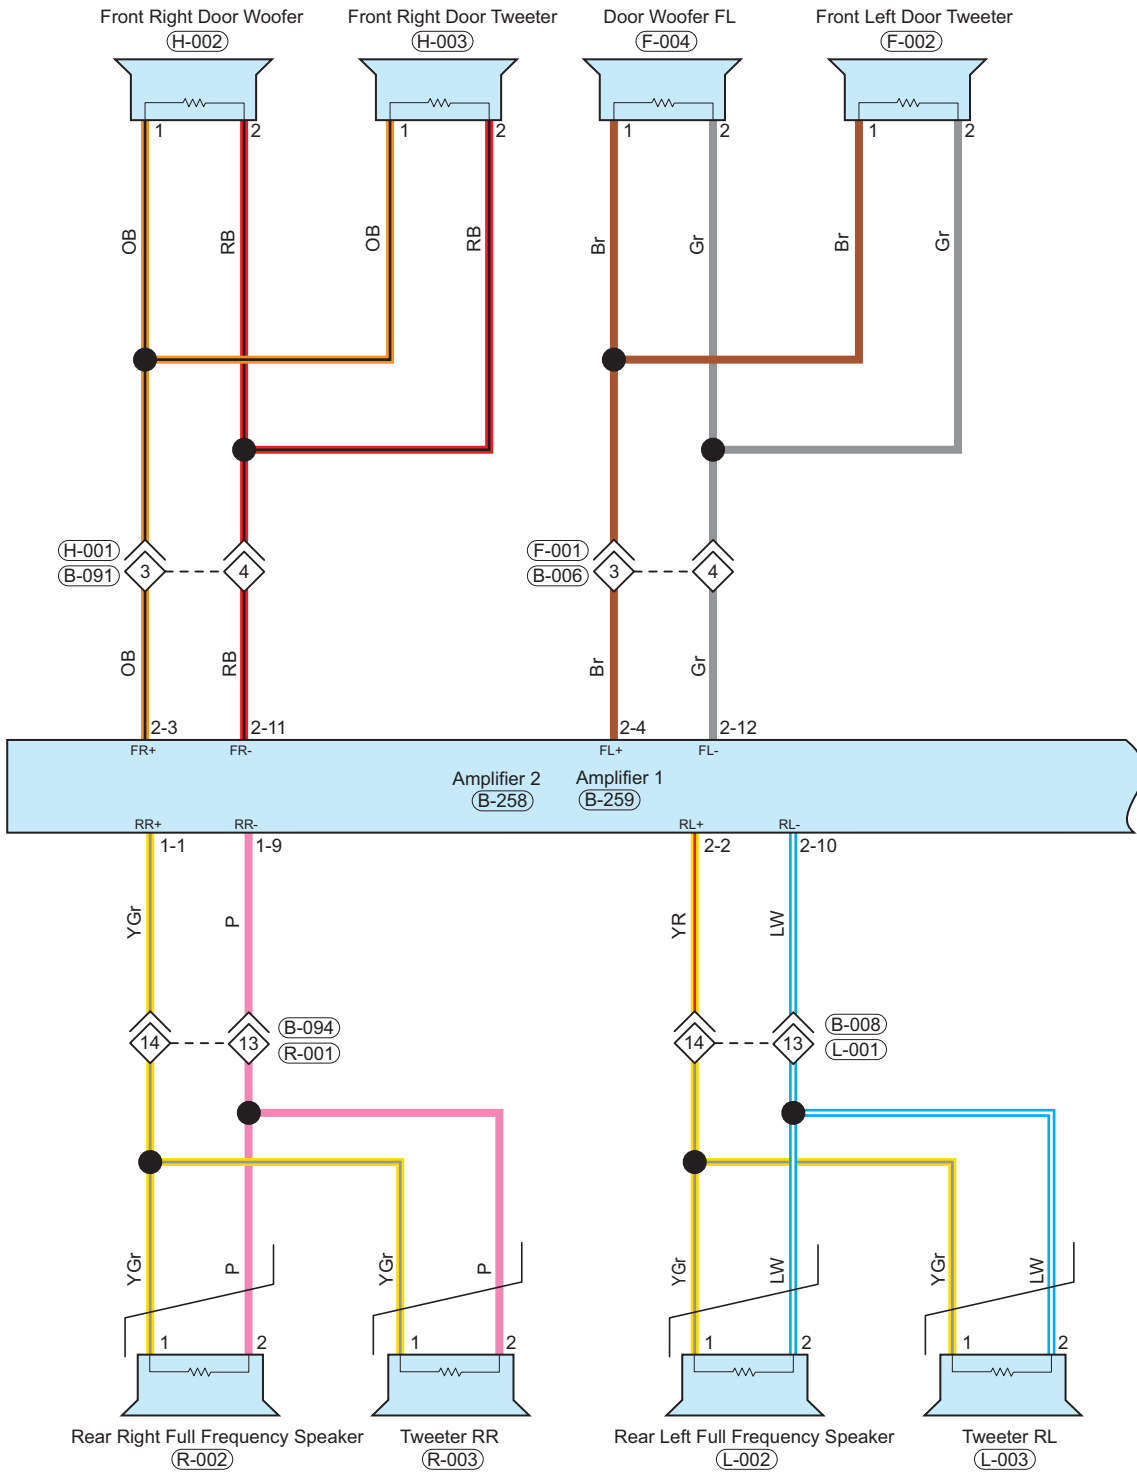 Front Right Door Woofer Front Right Door Tweeter Door Woofer FL Front Left Door Tweeter
H-002 H-003 F-004 F-002
1 2 1 2 1 2 1 2
OB RB OB RB Br Gr Br Gr
H-001 F-001
B-091 3 4 B-006 3 4
OB RB Br Gr
2-3 2-11 2-4 2-12
FR+ FR- FL+ FL-
Amplifier 2 Amplifier 1
B-258 B-259
RR+ RR- RL+ RL-
1-1 1-9 2-2 2-10
YGr P YR LW
B-094 B-008
14 13 14 13
R-001 L-001
YGr P YGr P YGr LW YGr LW
1 2 1 2 1 2 1 2
Rear Right Full Frequency Speaker Tweeter RR Rear Left Full Frequency Speaker Tweeter RL
R-002 R-003 L-002 L-003